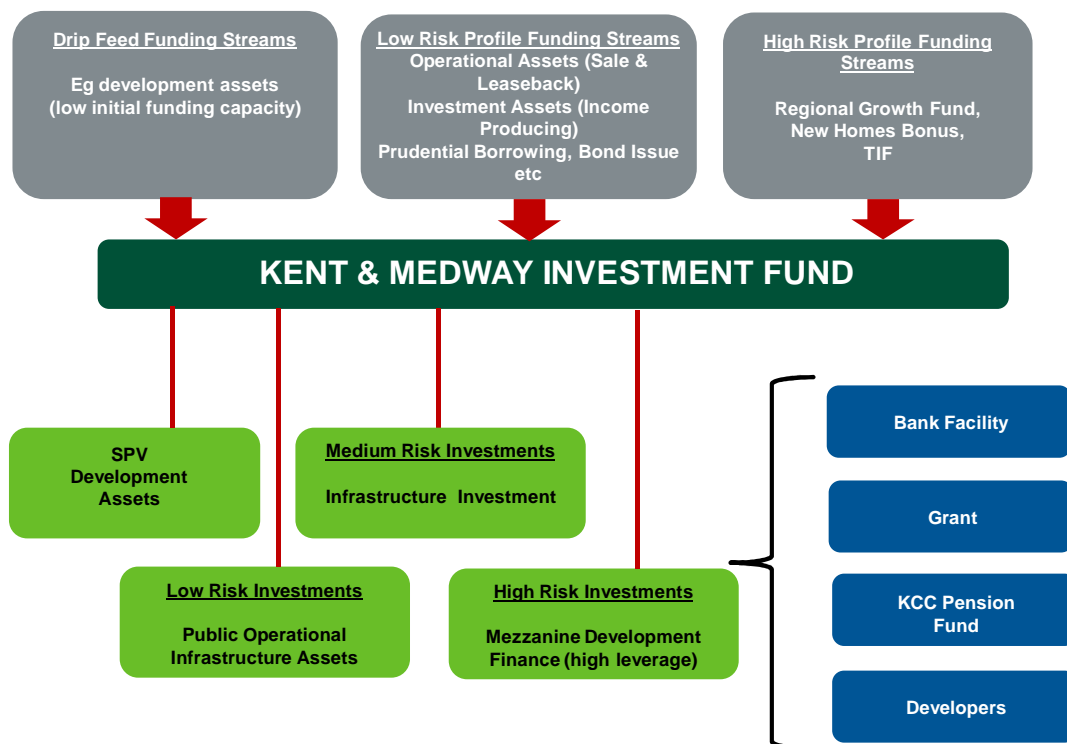 Drip Feed Funding Streams
Eg development assets
(low initial funding capacity)
Low Risk Profile Funding Streams
Operational Assets (Sale &
Leaseback)
Investment Assets (Income
Producing)
Prudential Borrowing, Bond Issue
etc
High Risk Profile Funding
Streams
Regional Growth Fund,
New Homes Bonus,
TIF
KENT & MEDWAY INVESTMENT FUND
SPV
Development
Assets
Medium Risk Investments
Infrastructure Investment
Low Risk Investments
Public Operational
Infrastructure Assets
High Risk Investments
Mezzanine Development
Finance (high leverage)
Bank Facility
Grant
KCC Pension
Fund
Developers